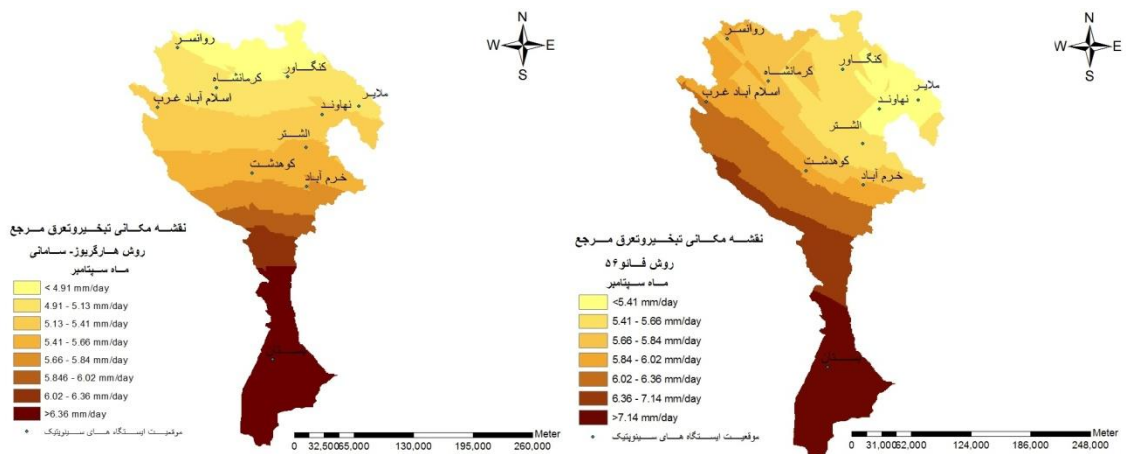 N
W E
S
روانسر
کنگاور
کرمانشاه
ملایر
اسلام آباد غرب
نهاوند
الشتر
کوهدشت
خرم آباد
نقشه مکانی تبخیروتعرق مرجع
روش هارگریوز- سامانی
ماه سپتامبر
< 4.91 mm/day
4.91 - 5.13 mm/day
5.13 - 5.41 mm/day
5.41 - 5.66 mm/day
5.66 - 5.84 mm/day
5.846 - 6.02 mm/day
6.02 - 6.36 mm/day
>6.36 mm/day
موقعیت ایستگاه های سینوپتیک
Meter
0 32,500 65,000 130,000 195,000 260,000
N
W E
S
روانسر
کنگاور
کرمانشاه
ملایر
اسلام آباد غرب
نهاوند
الشتر
کوهدشت
خرم آباد
نقشه مکانی تبخیروتعرق مرجع
روش فائو ۵۶
ماه سپتامبر
<5.41 mm/day
5.41 - 5.66 mm/day
5.66 - 5.84 mm/day
5.84 - 6.02 mm/day
6.02 - 6.36 mm/day
6.36 - 7.14 mm/day
>7.14 mm/day
موقعیت ایستگاه های سینوپتیک
Meter
0 31,000 62,000 124,000 186,000 248,000